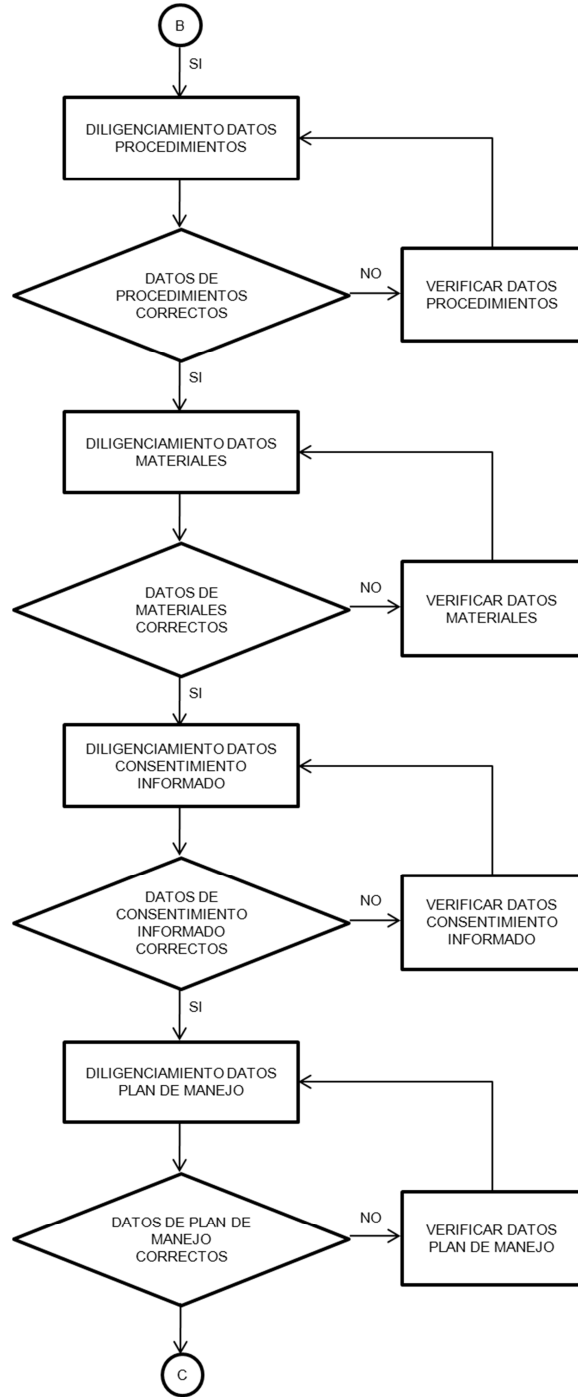 B
SI
DILIGENCIAMIENTO DATOS
PROCEDIMIENTOS
DATOS DE
PROCEDIMIENTOS
CORRECTOS
NO
VERIFICAR DATOS
PROCEDIMIENTOS
SI
DILIGENCIAMIENTO DATOS
MATERIALES
DATOS DE
MATERIALES
CORRECTOS
NO
VERIFICAR DATOS
MATERIALES
SI
DILIGENCIAMIENTO DATOS
CONSENTIMIENTO
INFORMADO
DATOS DE
CONSENTIMIENTO
INFORMADO
CORRECTOS
NO
VERIFICAR DATOS
CONSENTIMIENTO
INFORMADO
SI
DILIGENCIAMIENTO DATOS
PLAN DE MANEJO
DATOS DE PLAN DE
MANEJO
CORRECTOS
NO
VERIFICAR DATOS
PLAN DE MANEJO
C